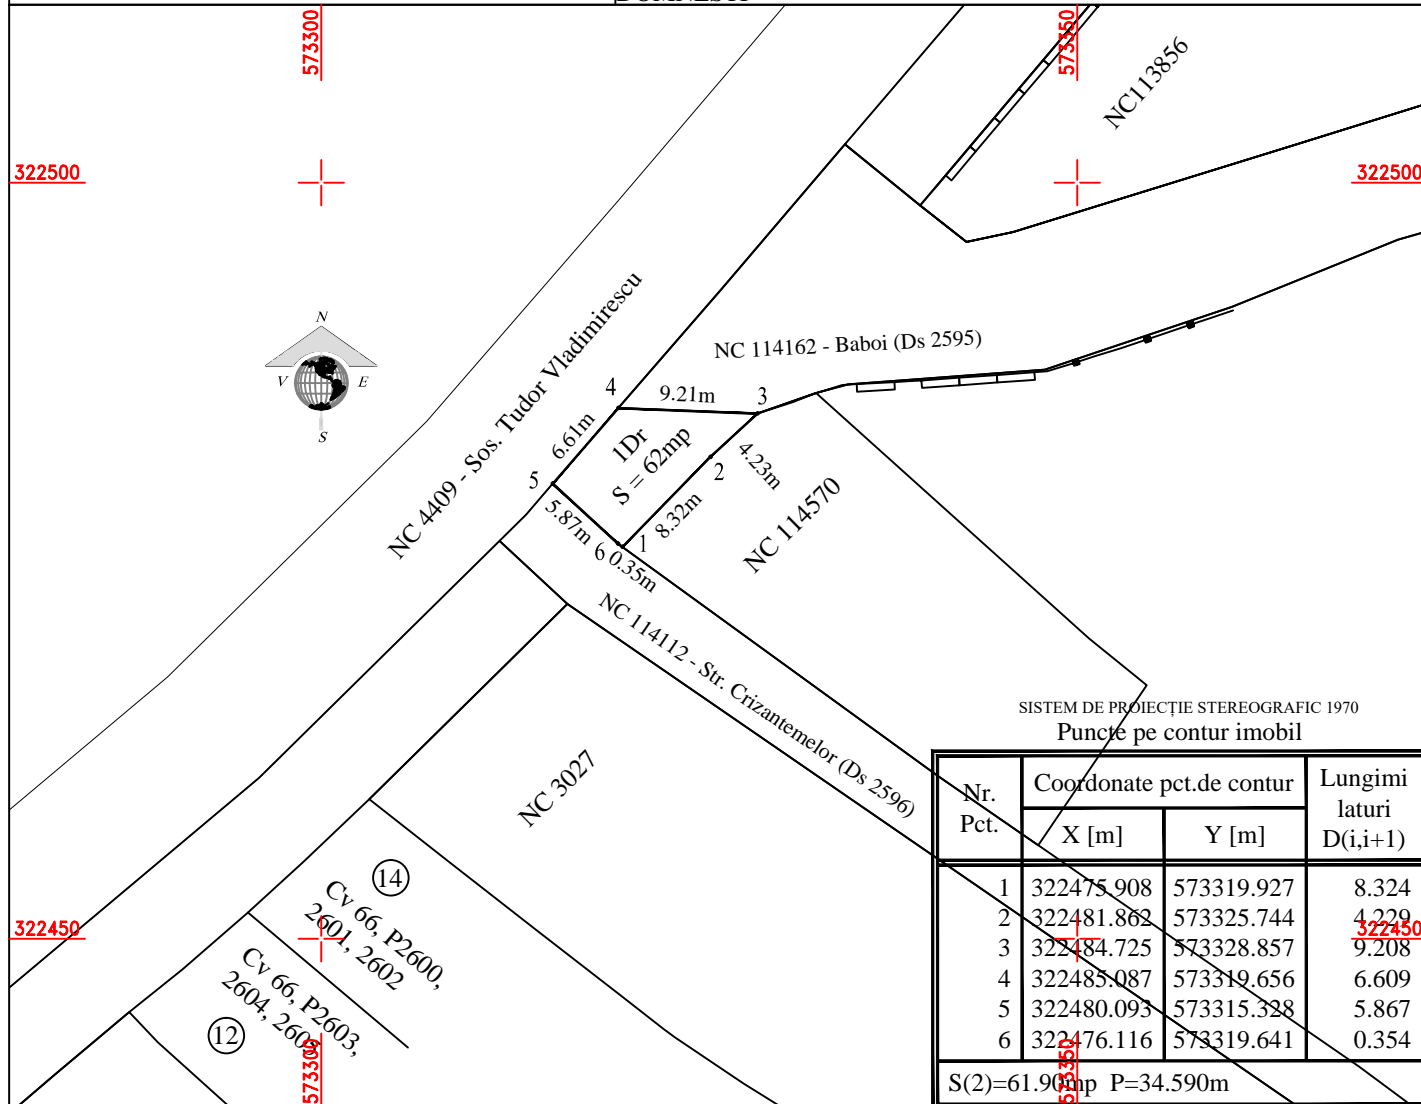 DOMNESTI
573300
573350
NC113856
322500
322500
NC 4409 - Sos. Tudor Vladimirescu
N
V
E
S
NC 114162 - Baboi (Ds 2595)
4
9.21m
3
6.61m
1Dr
S = 62mp
4.23m
2
5
5.87m
8.32m
6
0.35m
1
NC 114570
NC 114112 - Str. Crizantemelor (Ds 2596)
NC 3027
SISTEM DE PROIECȚIE STEREOGRAFIC 1970
Puncte pe contur imobil
Nr. Pct. Coordonate pct.de contur Lungimi laturi D(i,i+1)
X [m] Y [m]
1 322475.908 573319.927 8.324
2 322481.862 573325.744 4.229
3 322484.725 573328.857 9.208
4 322485.087 573319.656 6.609
5 322480.093 573315.328 5.867
6 322476.116 573319.641 0.354
S(2)=61.90mp P=34.590m
14
Cv 66, P2600,
2601, 2602
322450
322450
Cv 66, P2603,
2604, 2605
12
573300
573350